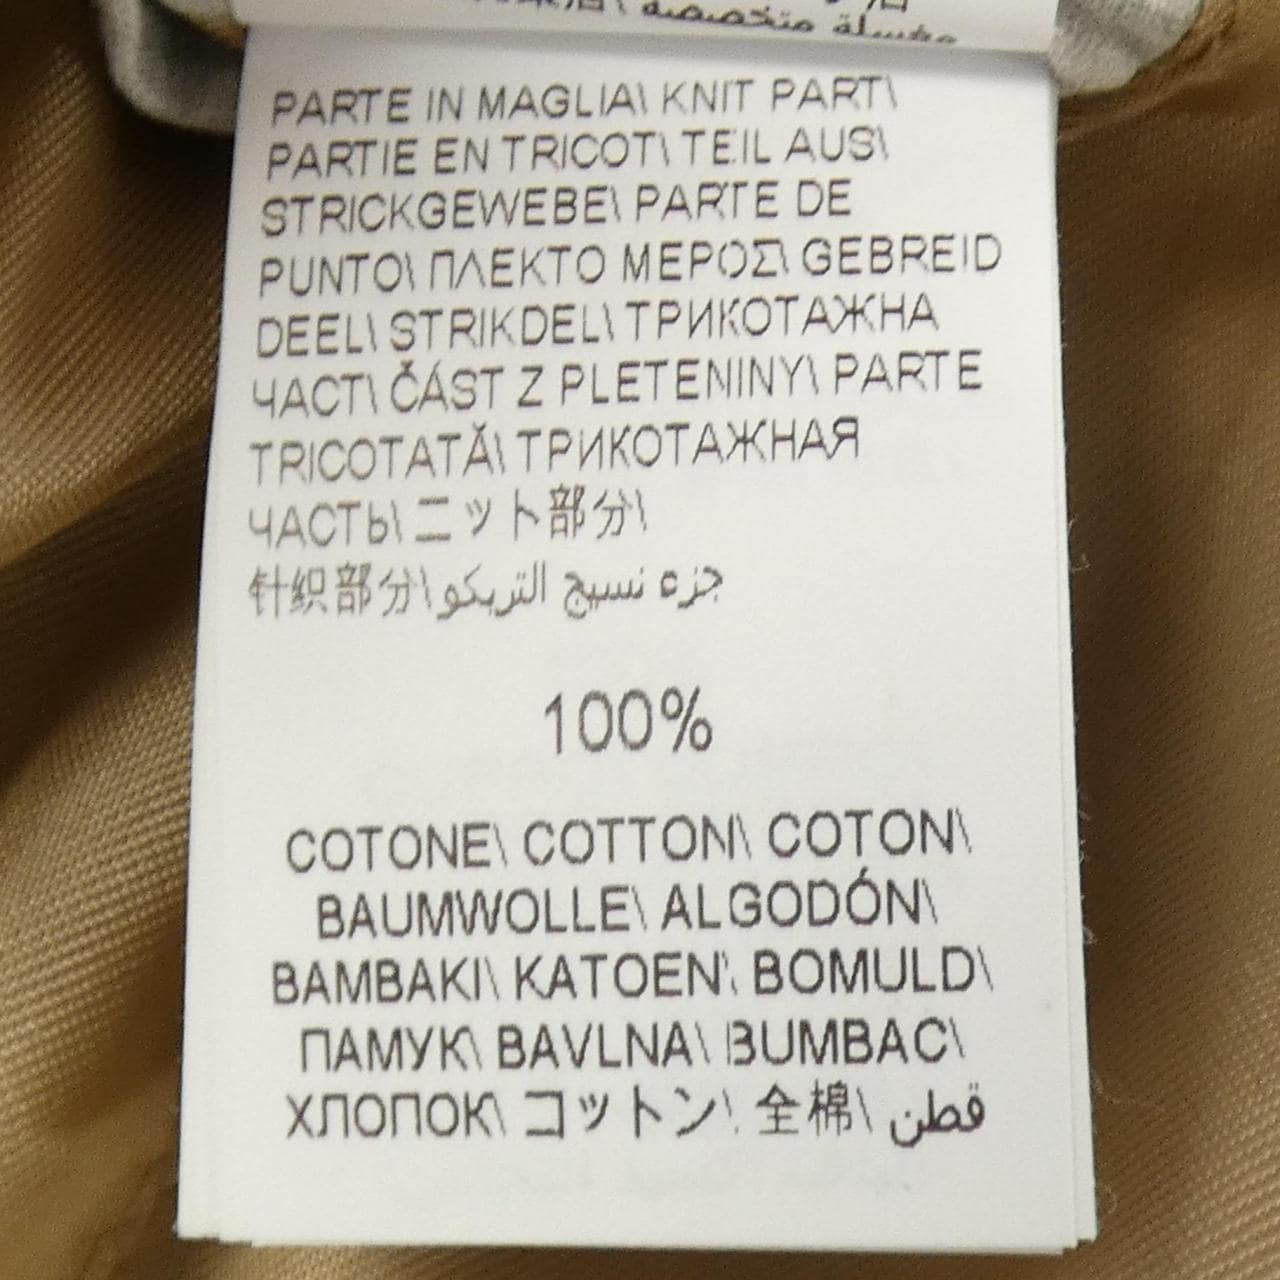 مغسلة متخصصة\
PARTE IN MAGLIA\ KNIT PART\
PARTIE EN TRICOT\ TEIL AUS\
STRICKGEWEBE\ PARTE DE
PUNTO\ ΠΛΕΚΤΟ ΜΕΡΟΣ\ GEBREID
DEEL\ STRIKDEL\ ТРИКОТАЖНА
ЧАСТ\ ČÁST Z PLETENINY\ PARTE
TRICOTATĂ\ ТРИКОТАЖНАЯ
ЧАСТЬ\ ニット部分\
针织部分\ جزء نسيج التريكو
100%
COTONE\ COTTON\ COTON\
BAUMWOLLE\ ALGODÓN\
BAMBAKI\ KATOEN\ BOMULD\
ПАМУК\ BAVLNA\ BUMBAC\
ХЛОПОК\ コットン\ 全棉\ قطن